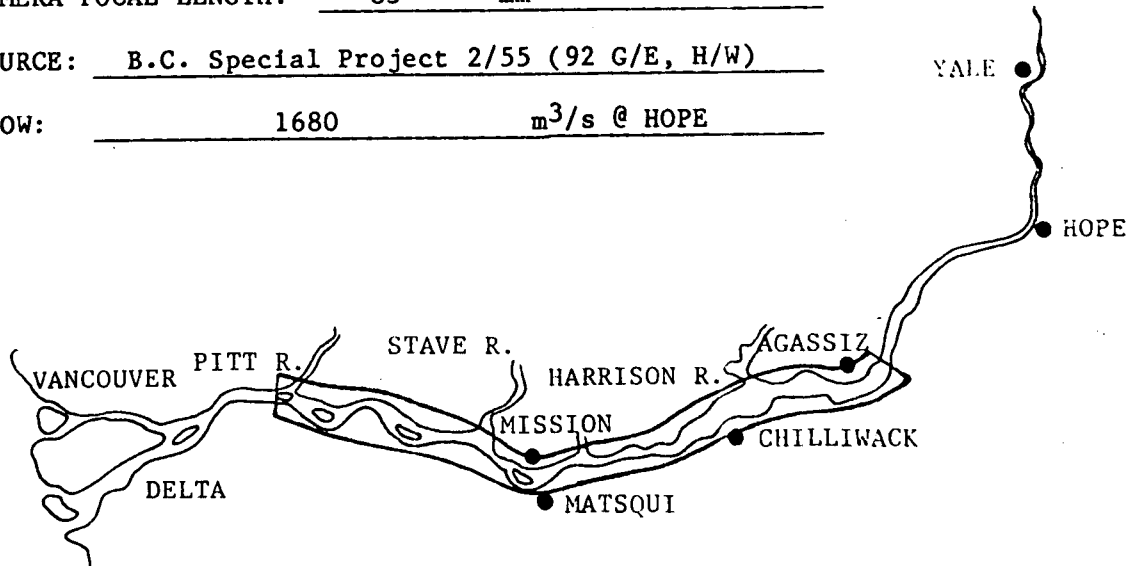 URCE: B.C. Special Project 2/55 (92 G/E, H/W)
OW: 1680 m³/s @ HOPE
YALE
HOPE
AGASSIZ
STAVE R.
PITT R.
HARRISON R.
VANCOUVER
MISSION
CHILLIWACK
DELTA
MATSQUI